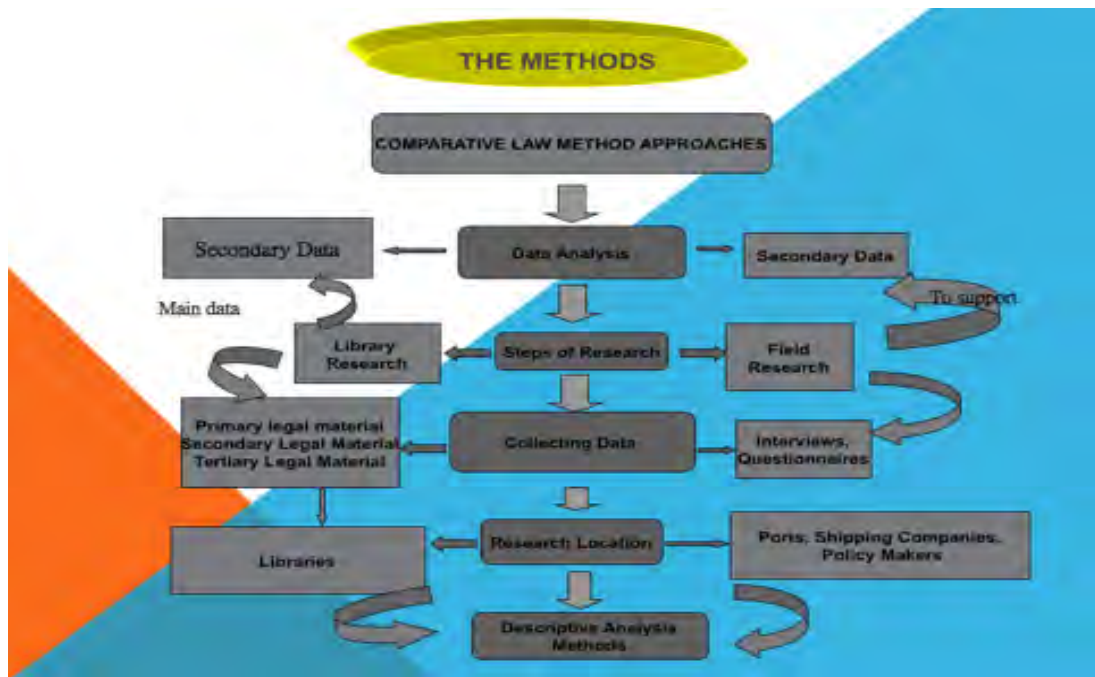 THE METHODS
COMPARATIVE LAW METHOD APPROACHES
Secondary Data
Data Analysis
Secondary Data
Main data
To support
Library
Research
Steps of Research
Field
Research
Primary legal material
Secondary Legal Material
Tertiary Legal Material
Collecting Data
Interviews,
Questionnaires
Libraries
Research Location
Ports, Shipping Companies,
Policy Makers
Descriptive Analysis
Methods